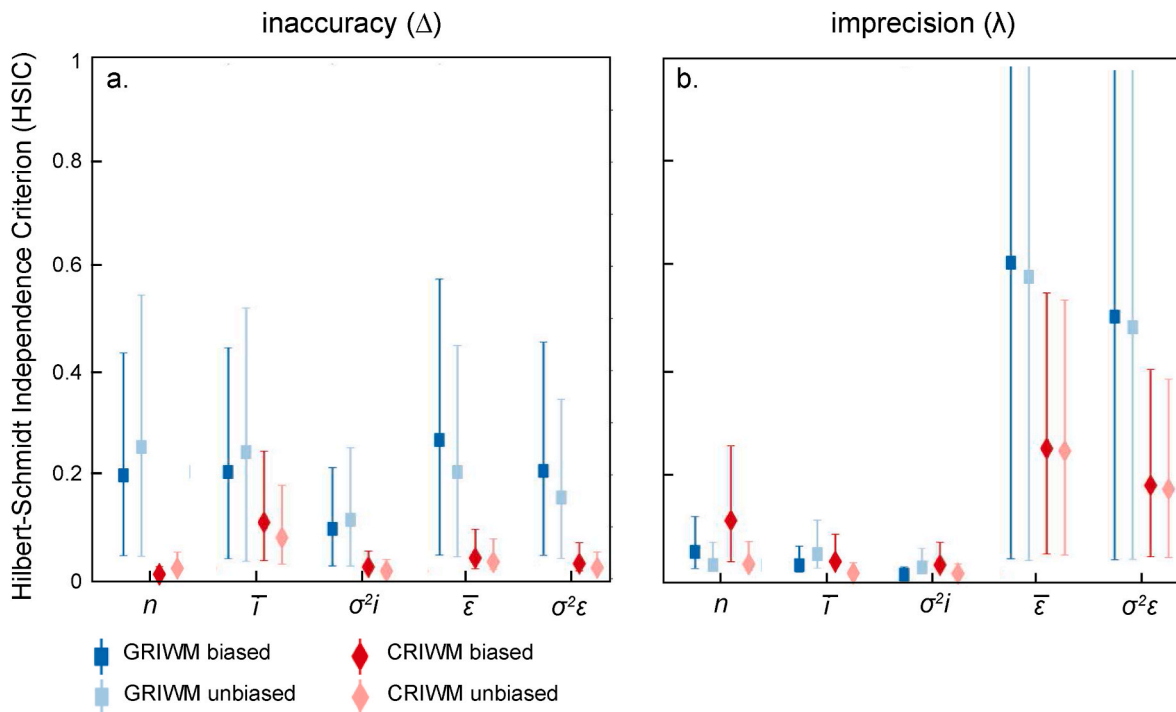 inaccuracy (Δ) imprecision (λ)
Hilbert-Schmidt Independence Criterion (HSIC)
a. b.
1
0.8
0.6
0.4
0.2
0
n ī σ²i ε̅ σ²ε n ī σ²i ε̅ σ²ε
GRIWM biased CRIWM biased
GRIWM unbiased CRIWM unbiased